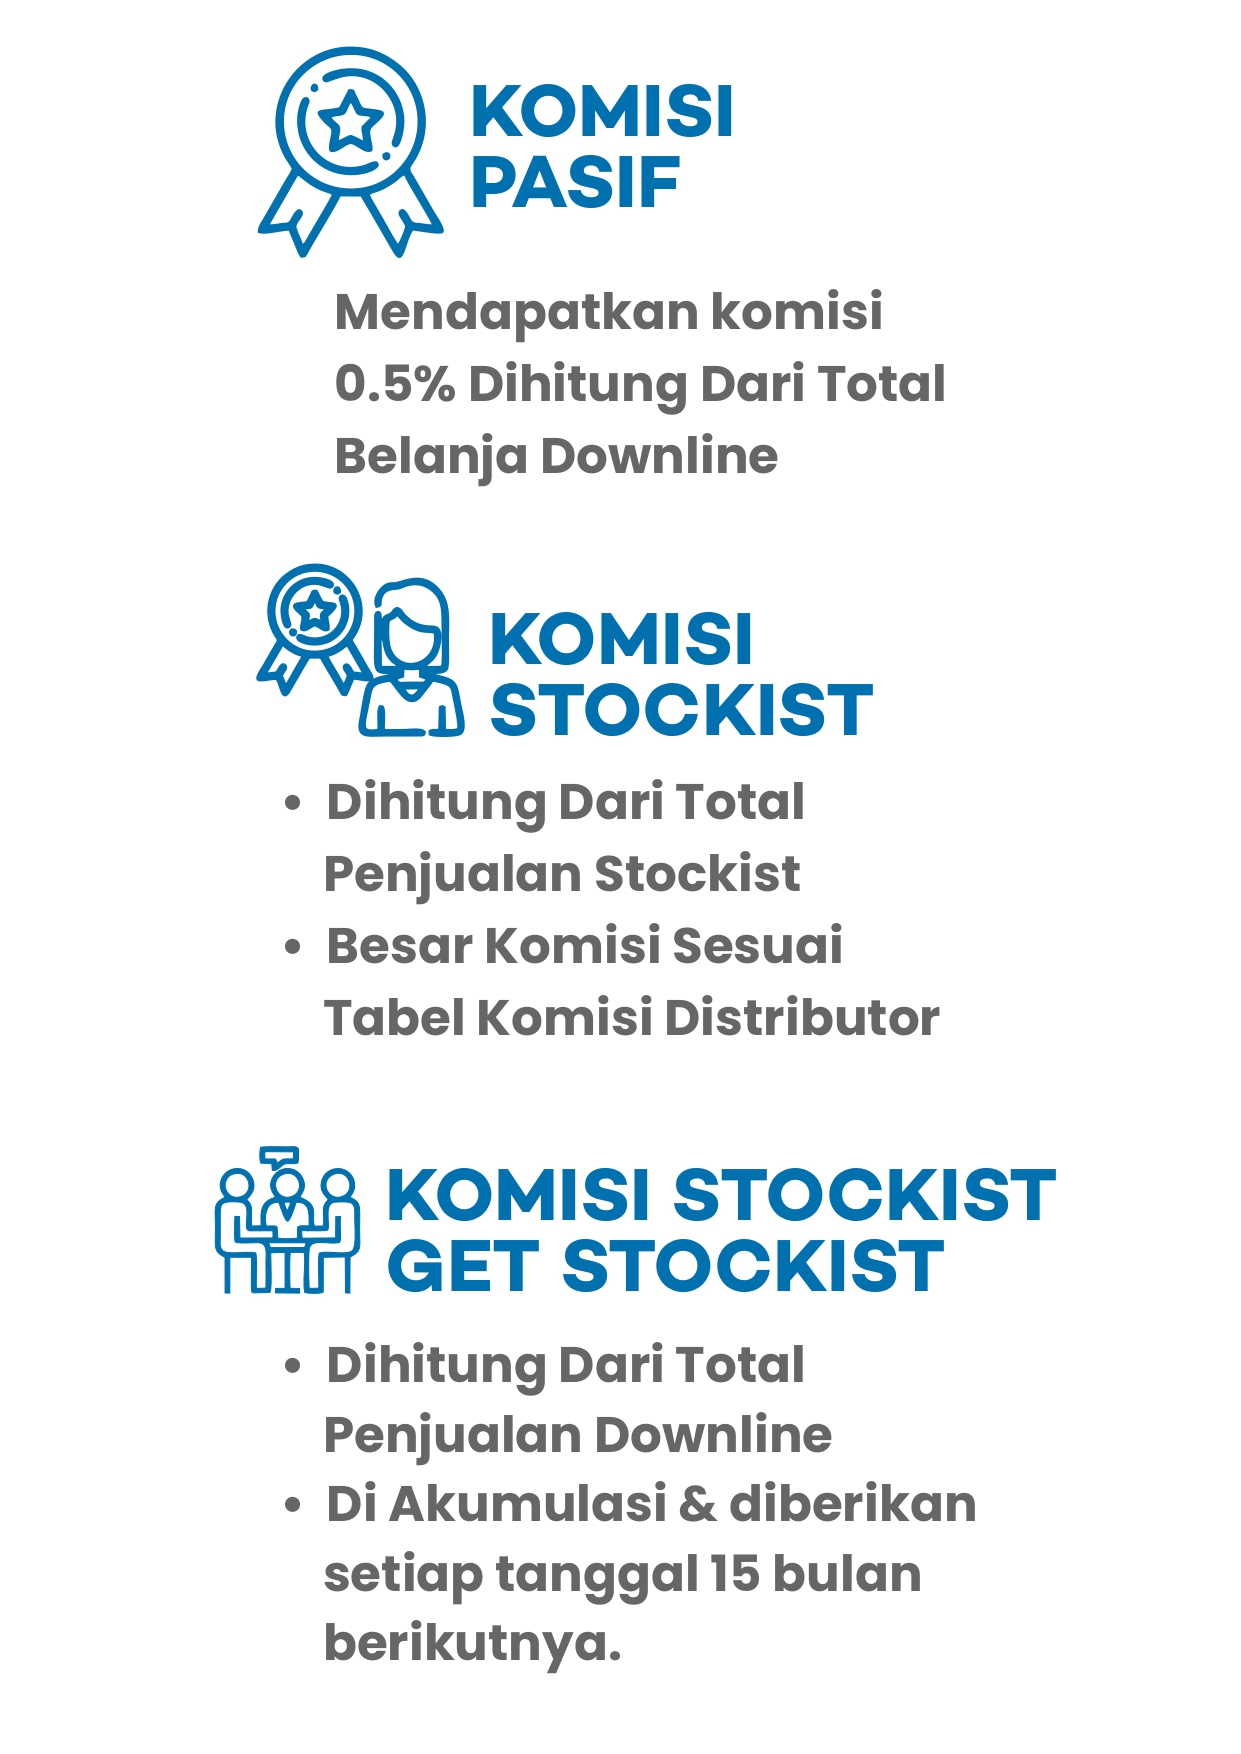 KOMISI
PASIF
Mendapatkan komisi
0.5% Dihitung Dari Total
Belanja Downline
KOMISI
STOCKIST
• Dihitung Dari Total
Penjualan Stockist
• Besar Komisi Sesuai
Tabel Komisi Distributor
KOMISI STOCKIST
GET STOCKIST
• Dihitung Dari Total
Penjualan Downline
• Di Akumulasi & diberikan
setiap tanggal 15 bulan
berikutnya.